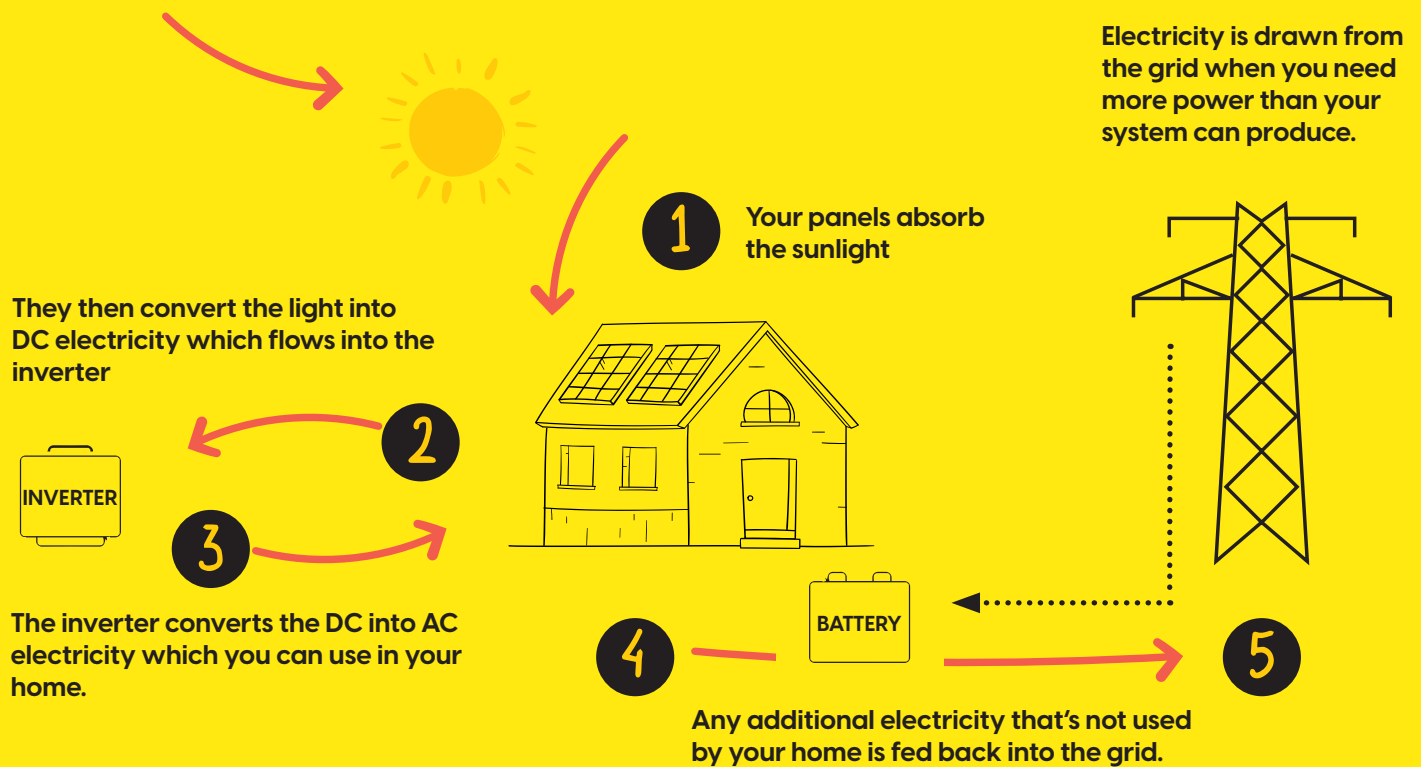 Electricity is drawn from
the grid when you need
more power than your
system can produce.
1
Your panels absorb
the sunlight
They then convert the light into
DC electricity which flows into the
inverter
2
INVERTER
3
The inverter converts the DC into AC
electricity which you can use in your
home.
BATTERY
4
5
Any additional electricity that's not used
by your home is fed back into the grid.